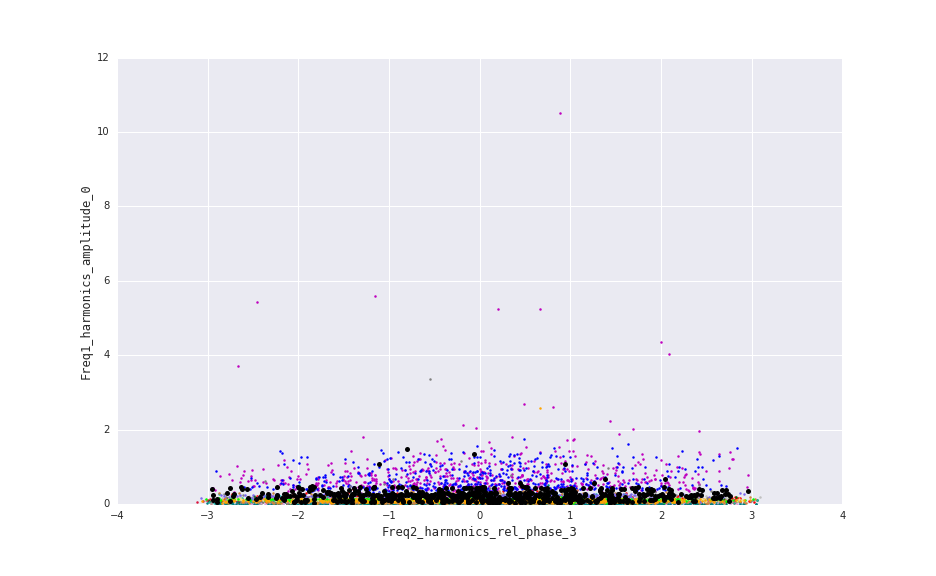 12
10
8
6
4
2
0
Freq1_harmonics_amplitude_0
−4 −3 −2 −1 0 1 2 3 4
Freq2_harmonics_rel_phase_3